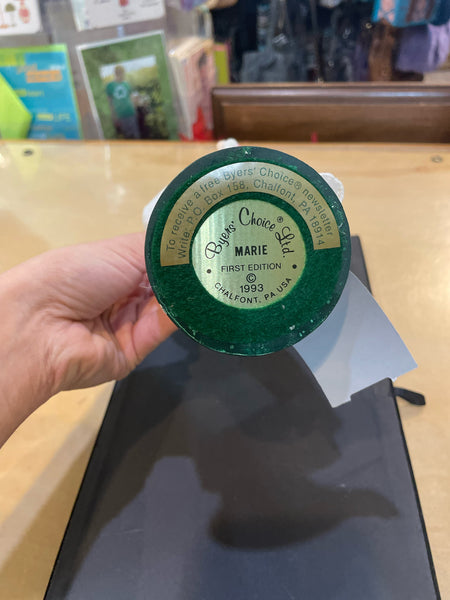 To receive a free Byers' Choice® newsletter
Write: P.O. Box 158, Chalfont, PA 18914
Byers' Choice® Ltd.
MARIE
FIRST EDITION
©
1993
• CHALFONT, PA USA •